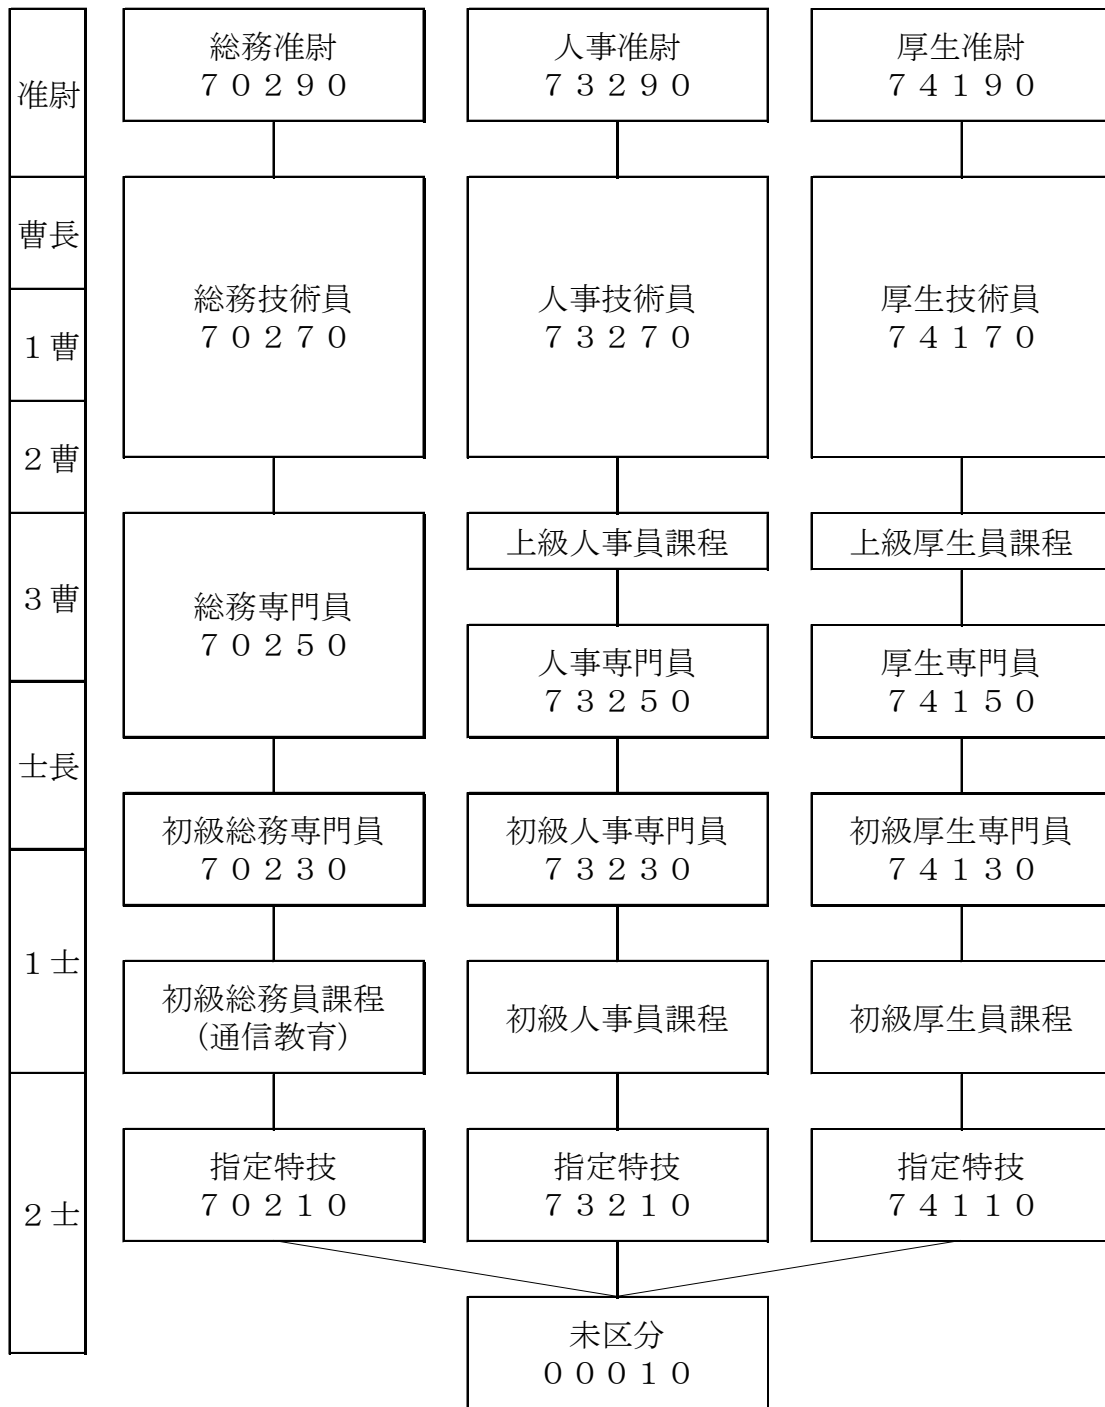 准尉
総務准尉
７０２９０
人事准尉
７３２９０
厚生准尉
７４１９０
曹長
１曹
２曹
総務技術員
７０２７０
人事技術員
７３２７０
厚生技術員
７４１７０
３曹
総務専門員
７０２５０
上級人事員課程
上級厚生員課程
人事専門員
７３２５０
厚生専門員
７４１５０
士長
初級総務専門員
７０２３０
初級人事専門員
７３２３０
初級厚生専門員
７４１３０
１士
初級総務員課程
（通信教育）
初級人事員課程
初級厚生員課程
２士
指定特技
７０２１０
指定特技
７３２１０
指定特技
７４１１０
未区分
０００１０